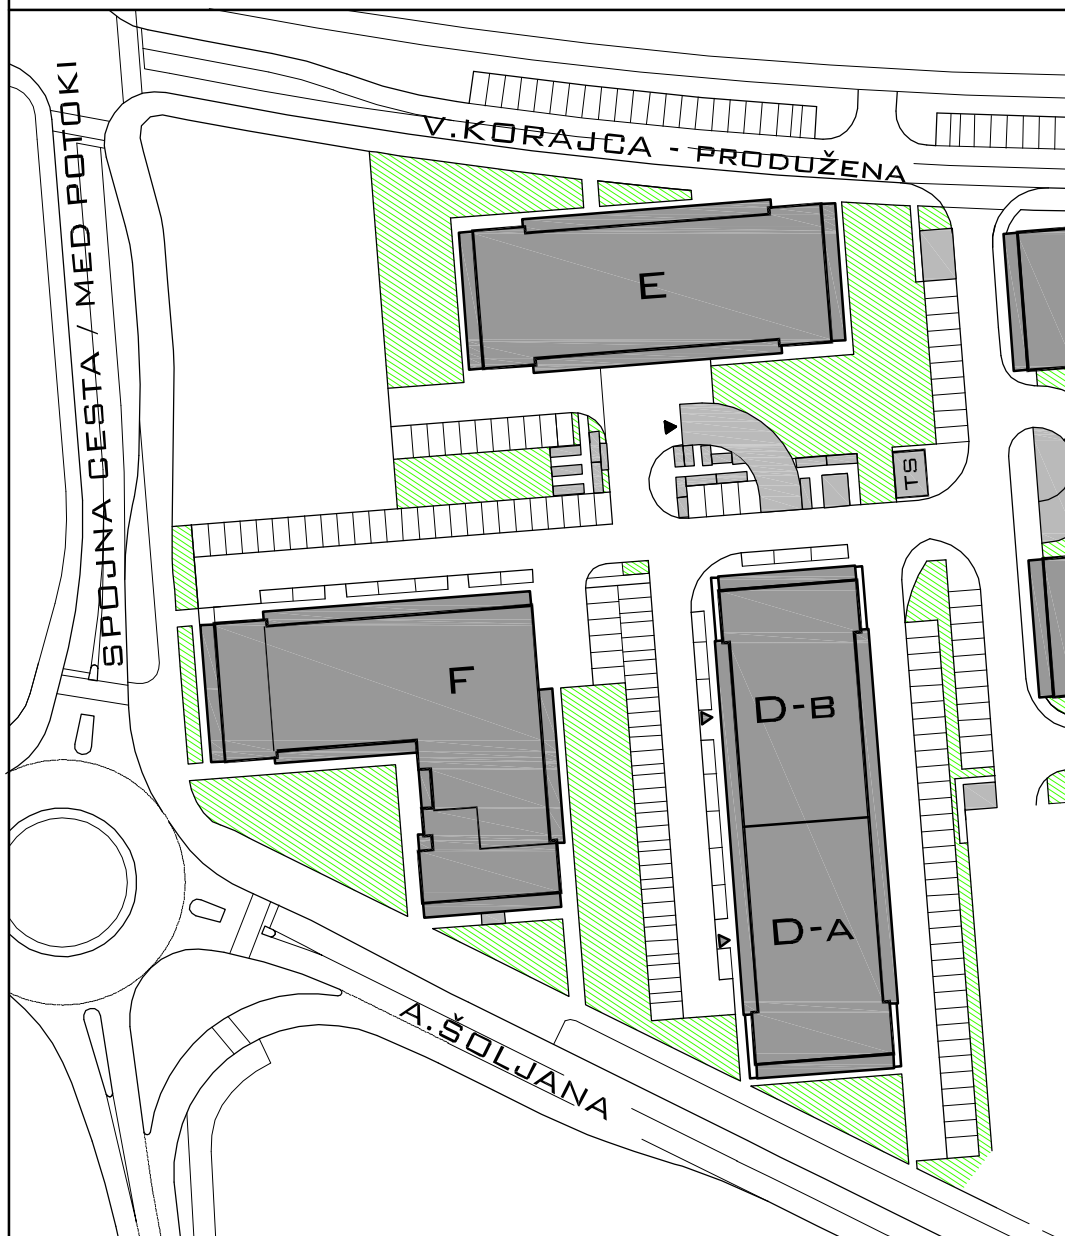 V.KORAJCA - PRODUŽENA
SPOJNA CESTA / MED POTOKI
E
TS
F
D-B
D-A
A.ŠOLJANA